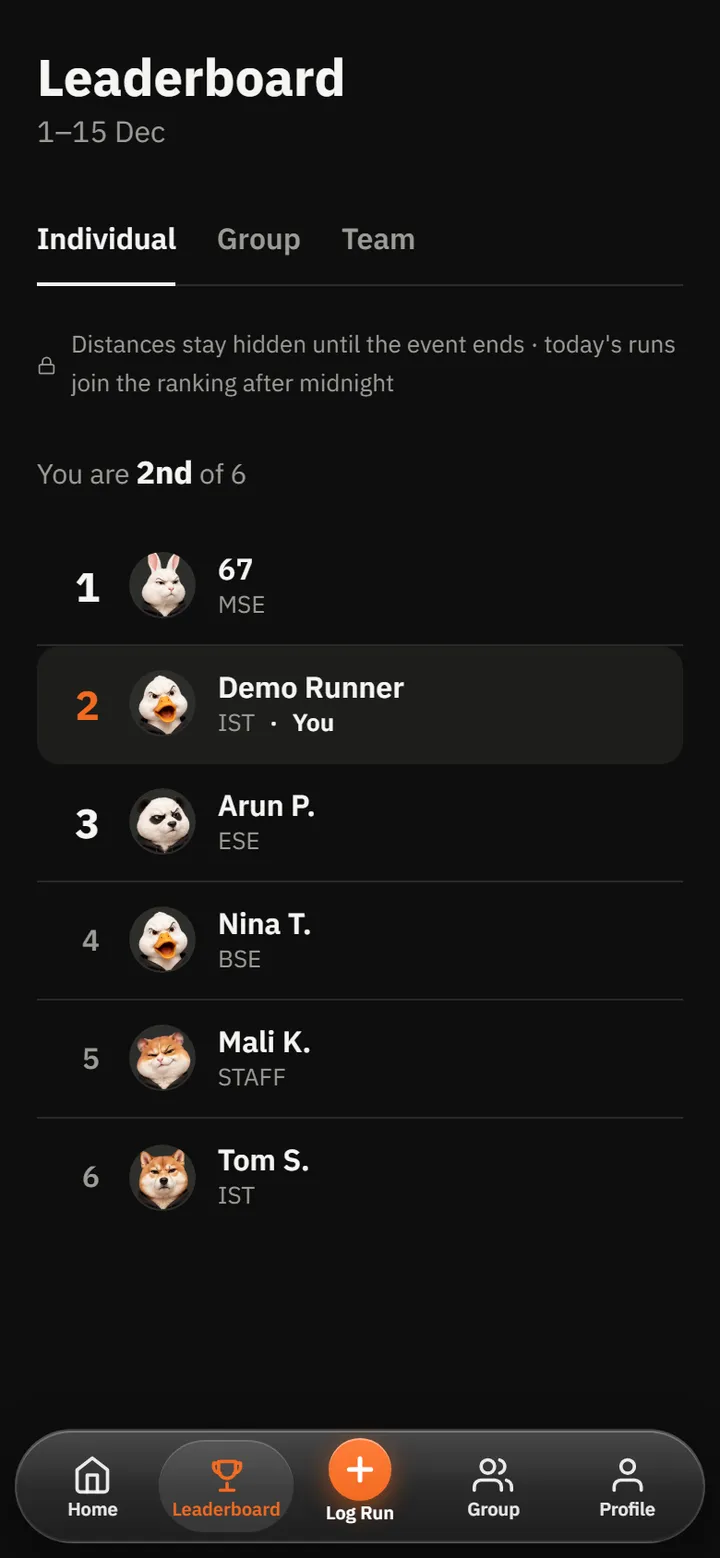 Leaderboard
1–15 Dec
Individual Group Team
Distances stay hidden until the event ends · today's runs
join the ranking after midnight
You are 2nd of 6
1
67
MSE
2
Demo Runner
IST · You
3
Arun P.
ESE
4
Nina T.
BSE
5
Mali K.
STAFF
6
Tom S.
IST
Home Leaderboard Log Run Group Profile